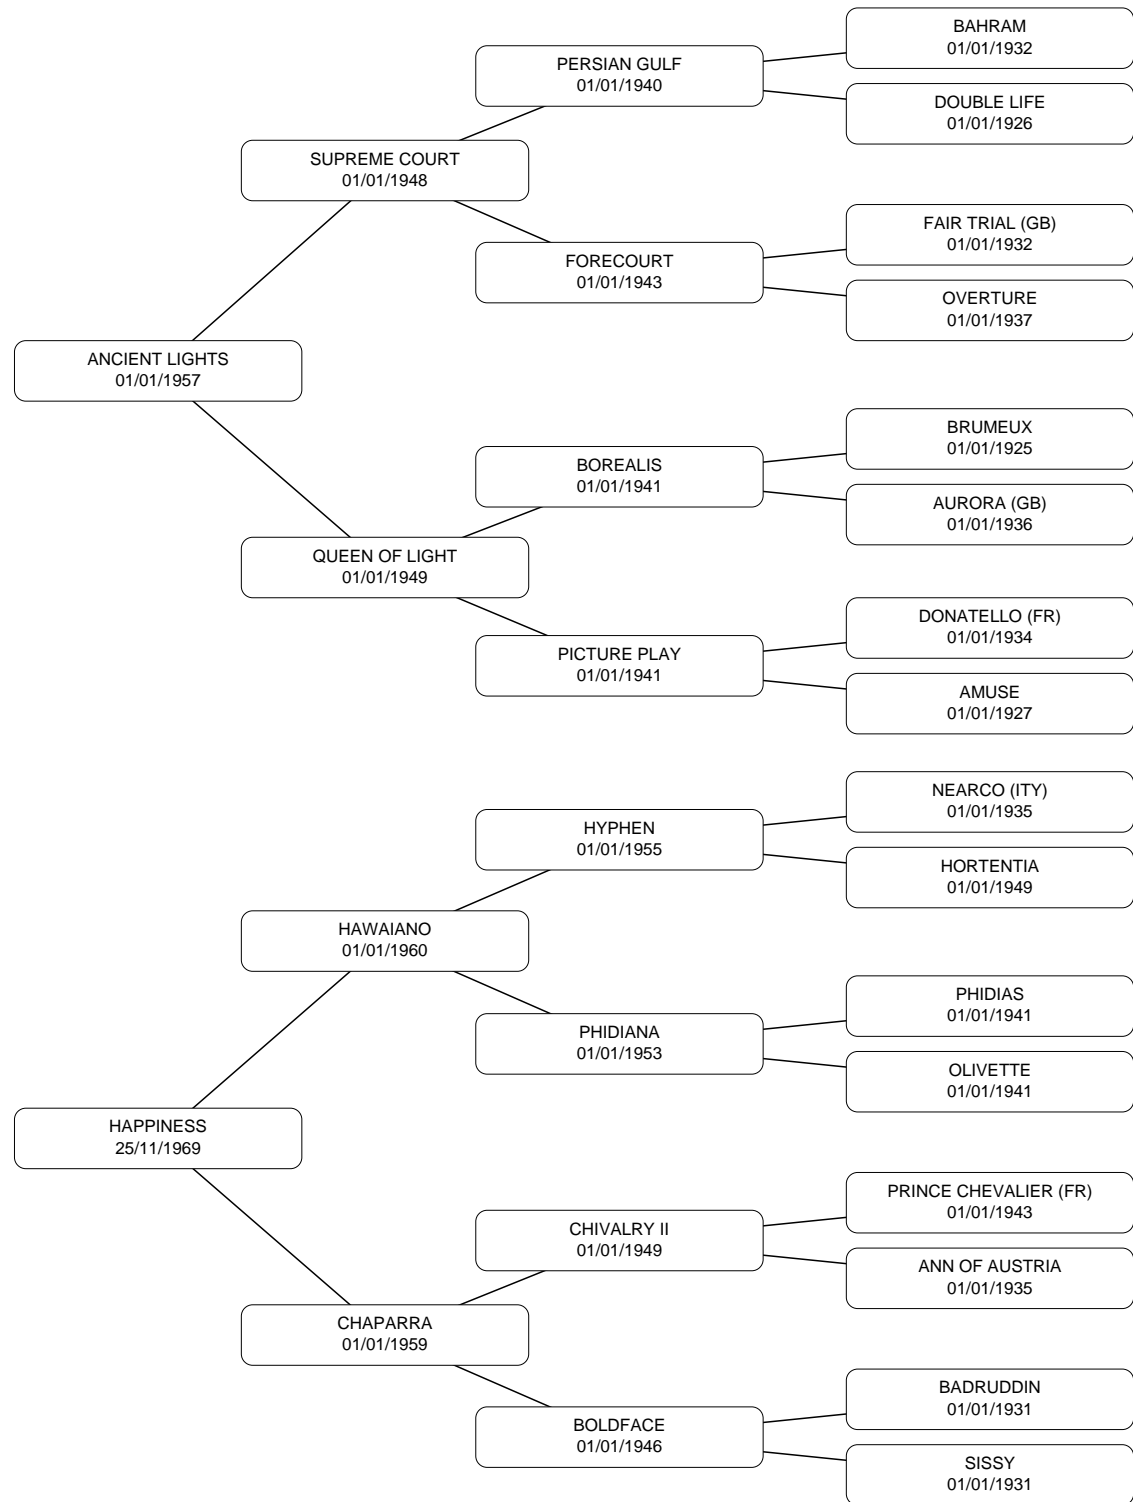 BAHRAM
01/01/1932
PERSIAN GULF
01/01/1940
DOUBLE LIFE
01/01/1926
SUPREME COURT
01/01/1948
FAIR TRIAL (GB)
01/01/1932
FORECOURT
01/01/1943
OVERTURE
01/01/1937
ANCIENT LIGHTS
01/01/1957
BRUMEUX
01/01/1925
BOREALIS
01/01/1941
AURORA (GB)
01/01/1936
QUEEN OF LIGHT
01/01/1949
DONATELLO (FR)
01/01/1934
PICTURE PLAY
01/01/1941
AMUSE
01/01/1927
NEARCO (ITY)
01/01/1935
HYPHEN
01/01/1955
HORTENTIA
01/01/1949
HAWAIANO
01/01/1960
PHIDIAS
01/01/1941
PHIDIANA
01/01/1953
OLIVETTE
01/01/1941
HAPPINESS
25/11/1969
PRINCE CHEVALIER (FR)
01/01/1943
CHIVALRY II
01/01/1949
ANN OF AUSTRIA
01/01/1935
CHAPARRA
01/01/1959
BADRUDDIN
01/01/1931
BOLDFACE
01/01/1946
SISSY
01/01/1931